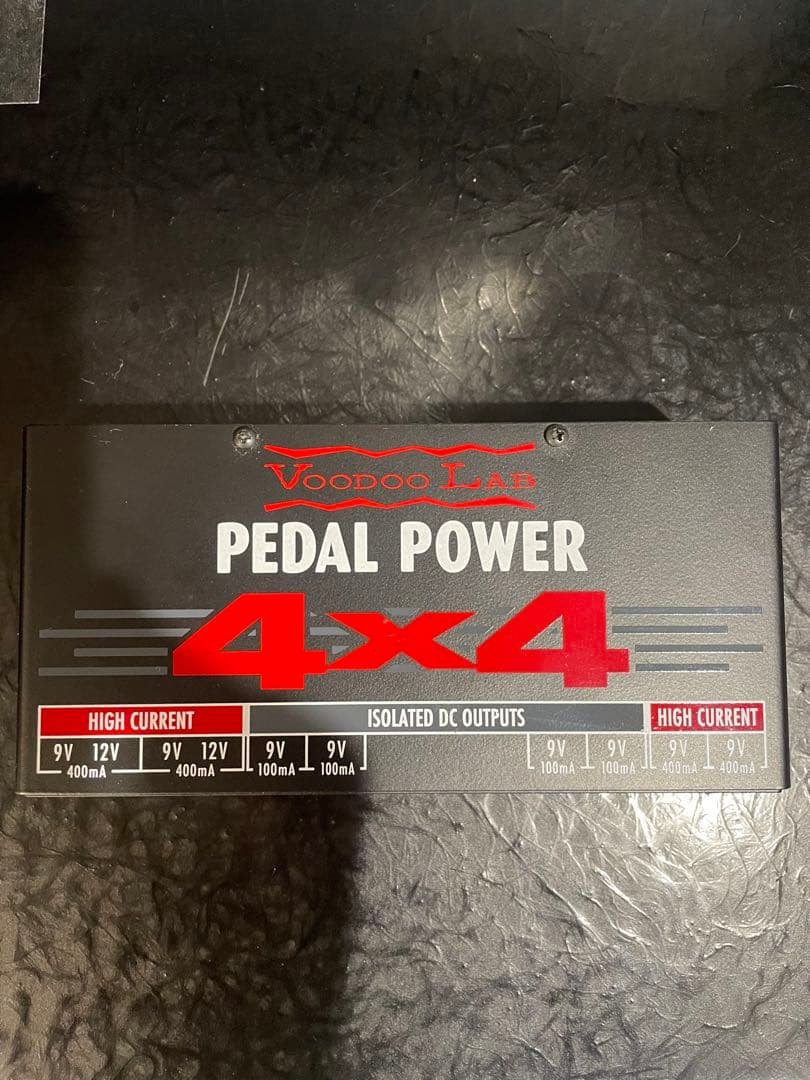 VOODOO LAB
PEDAL POWER
4x4
HIGH CURRENT ISOLATED DC OUTPUTS HIGH CURRENT
9V 12V 9V 12V 9V 9V 9V 9V 9V 9V
400mA 400mA 100mA 100mA 100mA 100mA 400mA 400mA